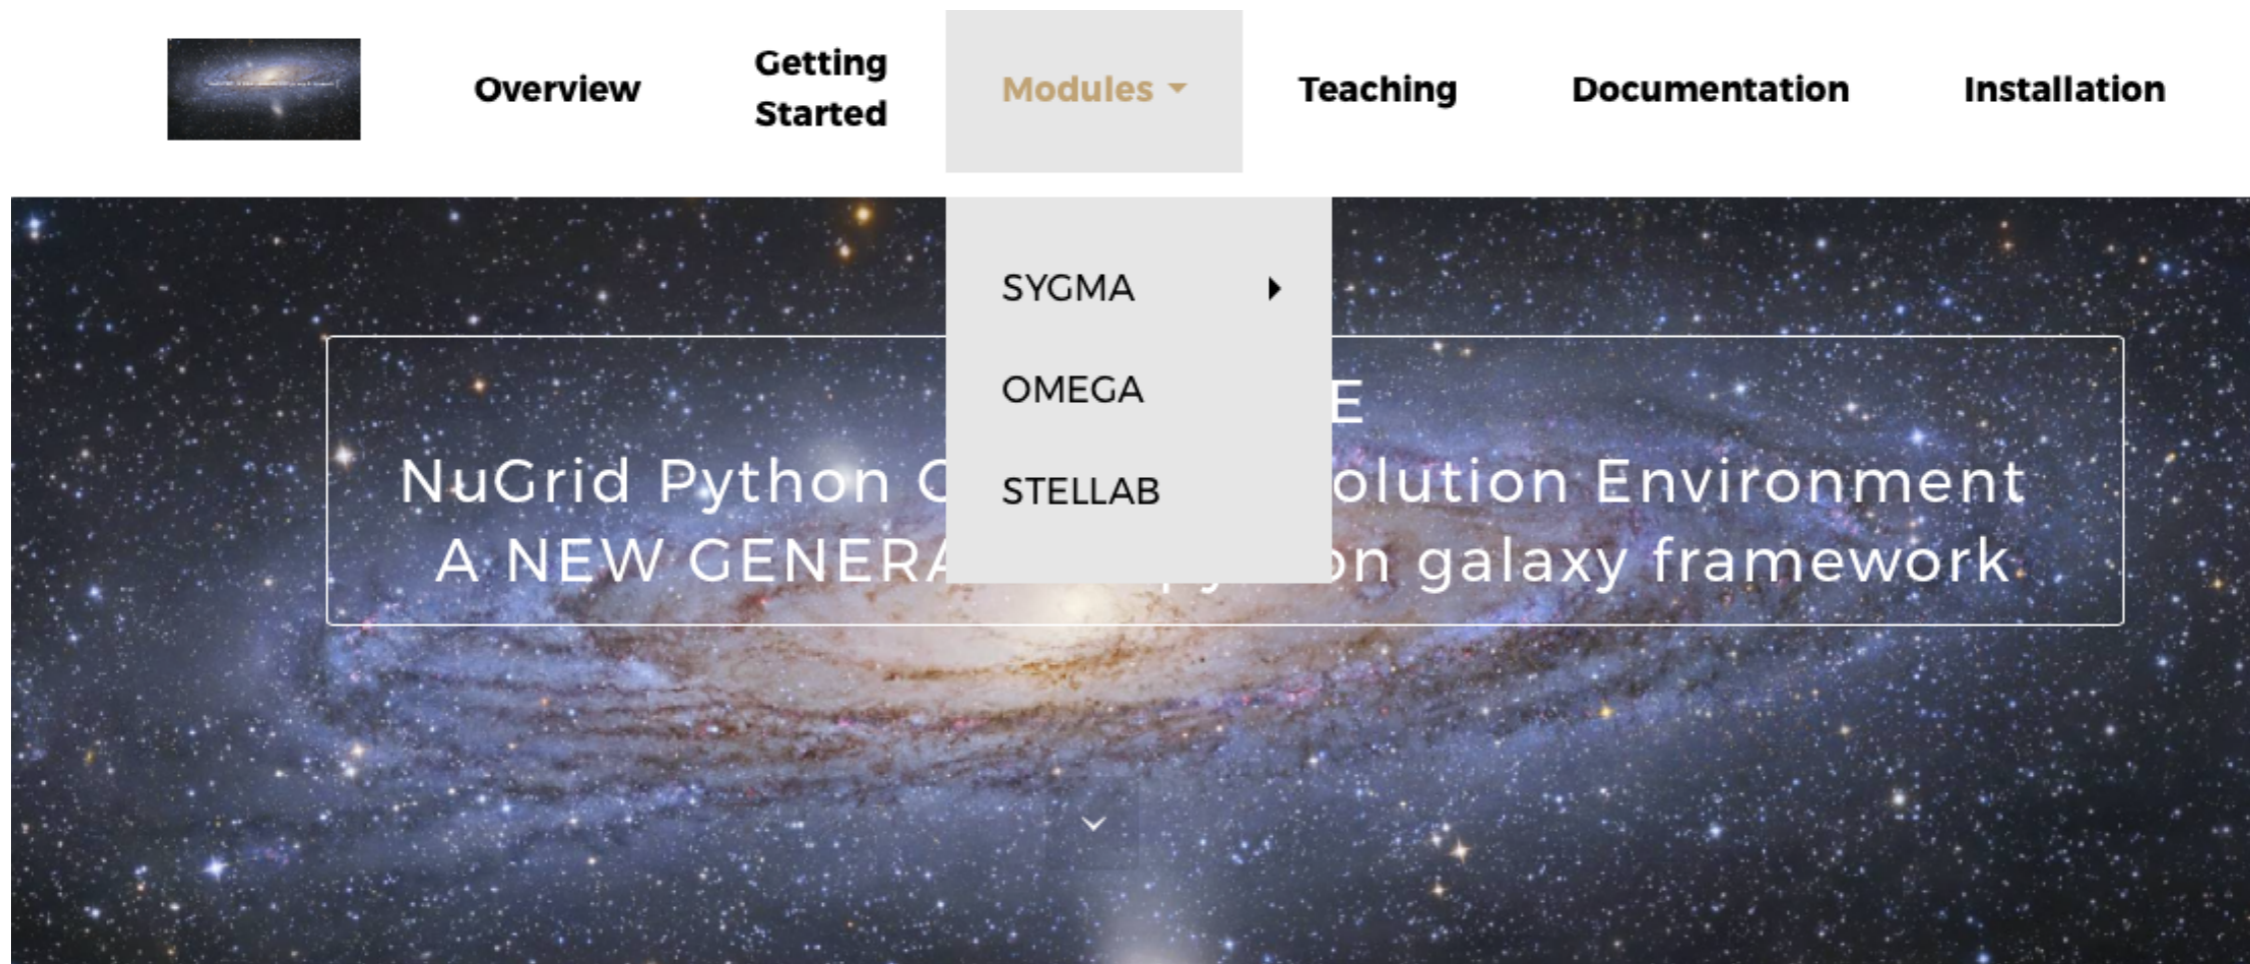 Overview
Getting
Started
Modules
Teaching
Documentation
Installation
SYGMA
OMEGA
STELLAB
E
NuGrid Python olution Environment
A NEW GENERA on galaxy framework